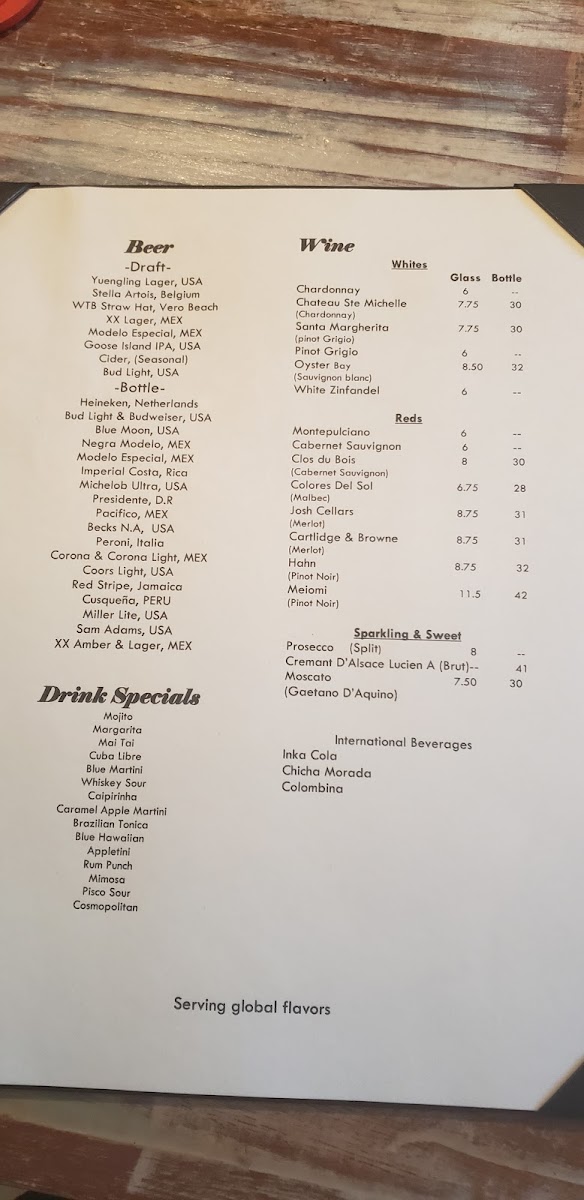 Beer
-Draft-
Yuengling Lager, USA
Stella Artois, Belgium
WTB Straw Hat, Vero Beach
XX Lager, MEX
Modelo Especial, MEX
Goose Island IPA, USA
Cider, (Seasonal)
Bud Light, USA
-Bottle-
Heineken, Netherlands
Bud Light & Budweiser, USA
Blue Moon, USA
Negra Modelo, MEX
Modelo Especial, MEX
Imperial Costa, Rica
Michelob Ultra, USA
Presidente, D.R
Pacifico, MEX
Becks N.A, USA
Peroni, Italia
Corona & Corona Light, MEX
Coors Light, USA
Red Stripe, Jamaica
Cusqueña, PERU
Miller Lite, USA
Sam Adams, USA
XX Amber & Lager, MEX
Drink Specials
Mojito
Margarita
Mai Tai
Cuba Libre
Blue Martini
Whiskey Sour
Caipirinha
Caramel Apple Martini
Brazilian Tonica
Blue Hawaiian
Appletini
Rum Punch
Mimosa
Pisco Sour
Cosmopolitan
Wine
Whites
Glass Bottle
Chardonnay 6 --
Chateau Ste Michelle 7.75 30
(Chardonnay)
Santa Margherita 7.75 30
(pinot Grigio)
Pinot Grigio 6 --
Oyster Bay 8.50 32
(Sauvignon blanc)
White Zinfandel 6 --
Reds
Montepulciano 6 --
Cabernet Sauvignon 6 --
Clos du Bois 8 30
(Cabernet Sauvignon)
Colores Del Sol 6.75 28
(Malbec)
Josh Cellars 8.75 31
(Merlot)
Cartlidge & Browne 8.75 31
(Merlot)
Hahn 8.75 32
(Pinot Noir)
Meiomi 11.5 42
(Pinot Noir)
Sparkling & Sweet
Prosecco (Split) 8 --
Cremant D'Alsace Lucien A (Brut)-- 41
Moscato 7.50 30
(Gaetano D'Aquino)
International Beverages
Inka Cola
Chicha Morada
Colombina
Serving global flavors